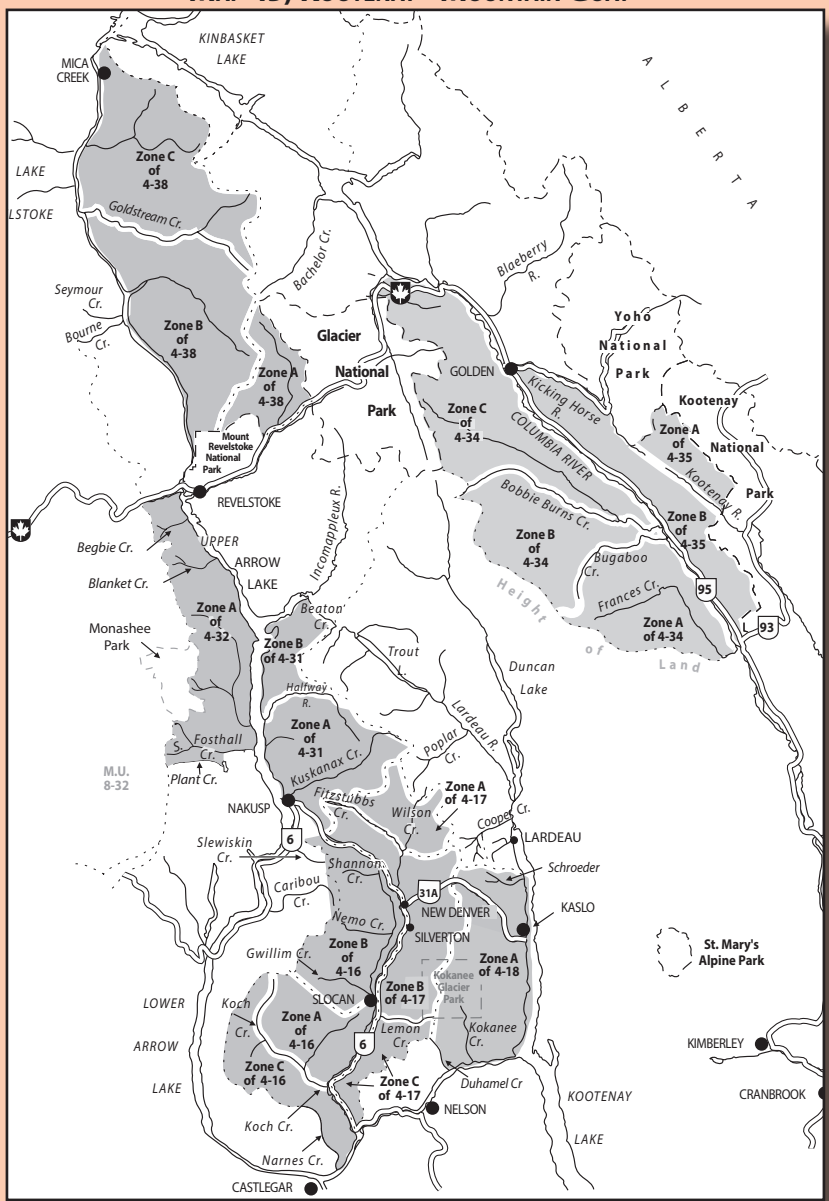 KINBASKET
LAKE
MICA
CREEK
A L B E R T A
Zone C
of
4-38
LAKE
LSTOKE
Goldstream Cr.
Bachelor Cr.
Blaeberry
R.
Seymour
Cr.
Bourne
Cr.
Zone B
of
4-38
Zone A
of
4-38
Glacier
National
Park
Yoho
National
Park
GOLDEN
Kicking Horse
R.
Zone C
of
4-34
COLUMBIA RIVER
Kootenay
National
Park
Zone A
of
4-35
Kootenay R.
Mount
Revelstoke
National
Park
REVELSTOKE
Bobbie Burns Cr.
Zone B
of
4-34
Zone B
of
4-35
Bugaboo
Cr.
Incomappleux R.
Begbie Cr.
UPPER
ARROW
LAKE
Blanket Cr.
Frances Cr.
95
Height
of
Land
Zone A
of 4-34
93
Beaton
Cr.
Zone A
of
4-32
Monashee
Park
Zone B
of 4-31
Trout
L.
Duncan
Lake
Halfway
R.
Lardeau R.
Zone A
of
4-31
Poplar
Cr.
S. Fosthall
Cr.
Plant Cr.
M.U.
8-32
Kuskanax Cr.
Fitzstubbs
Cr.
Zone A
of 4-17
Wilson
Cr.
Cooper Cr.
NAKUSP
LARDEAU
6
Slewiskin
Cr.
Shannon
Cr.
Schroeder
31A
Caribou
Cr.
NEW DENVER
KASLO
Nemo Cr.
SILVERTON
St. Mary's
Alpine Park
Gwillim Cr.
Zone B
of
4-16
Zone A
of 4-18
Kokanee
Glacier
Park
Zone B
of 4-17
SLOCAN
LOWER
ARROW
LAKE
Koch
Cr.
Zone A
of
4-16
Lemon
Cr.
Kokanee
Cr.
6
KIMBERLEY
Zone C
of 4-16
Zone C
of 4-17
Duhamel Cr
CRANBROOK
NELSON
KOOTENAY
LAKE
Koch Cr.
Narnes Cr.
CASTLEGAR